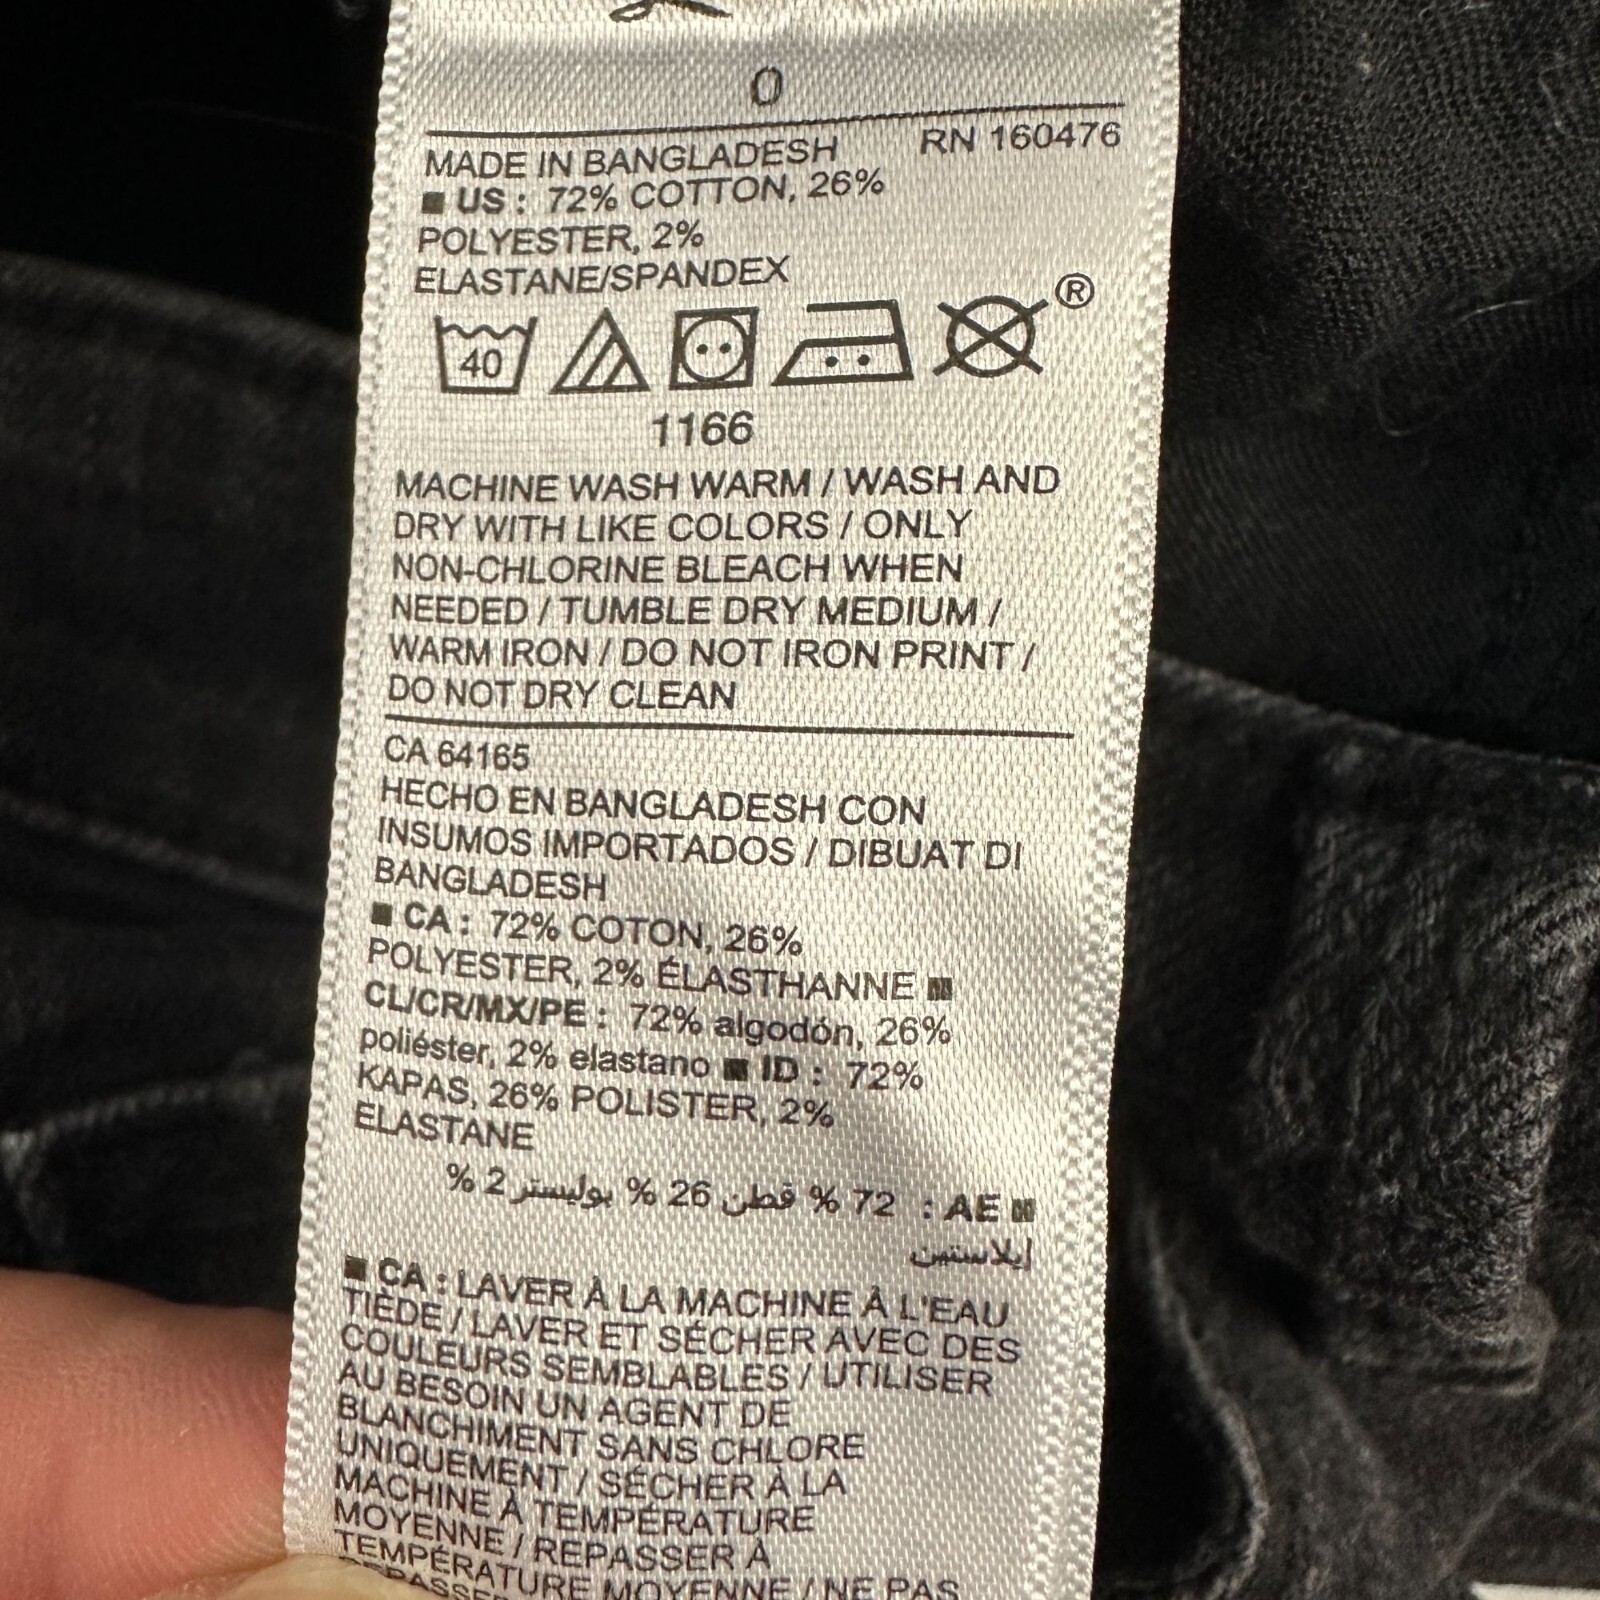 0
MADE IN BANGLADESH RN 160476
■ US : 72% COTTON, 26%
POLYESTER, 2%
ELASTANE/SPANDEX
40 ®
1166
MACHINE WASH WARM / WASH AND
DRY WITH LIKE COLORS / ONLY
NON-CHLORINE BLEACH WHEN
NEEDED / TUMBLE DRY MEDIUM /
WARM IRON / DO NOT IRON PRINT /
DO NOT DRY CLEAN
CA 64165
HECHO EN BANGLADESH CON
INSUMOS IMPORTADOS / DIBUAT DI
BANGLADESH
■ CA : 72% COTON, 26%
POLYESTER, 2% ÉLASTHANNE ■
CL/CR/MX/PE : 72% algodón, 26%
poliéster, 2% elastano ■ ID : 72%
KAPAS, 26% POLISTER, 2%
ELASTANE
■ AE : 72 % قطن 26 % بوليستر 2 %
إيلاستين
■ CA : LAVER À LA MACHINE À L'EAU
TIÈDE / LAVER ET SÉCHER AVEC DES
COULEURS SEMBLABLES / UTILISER
AU BESOIN UN AGENT DE
BLANCHIMENT SANS CHLORE
UNIQUEMENT / SÉCHER À LA
MACHINE À TEMPÉRATURE
MOYENNE / REPASSER À
TEMPÉRATURE MOYENNE / NE PAS